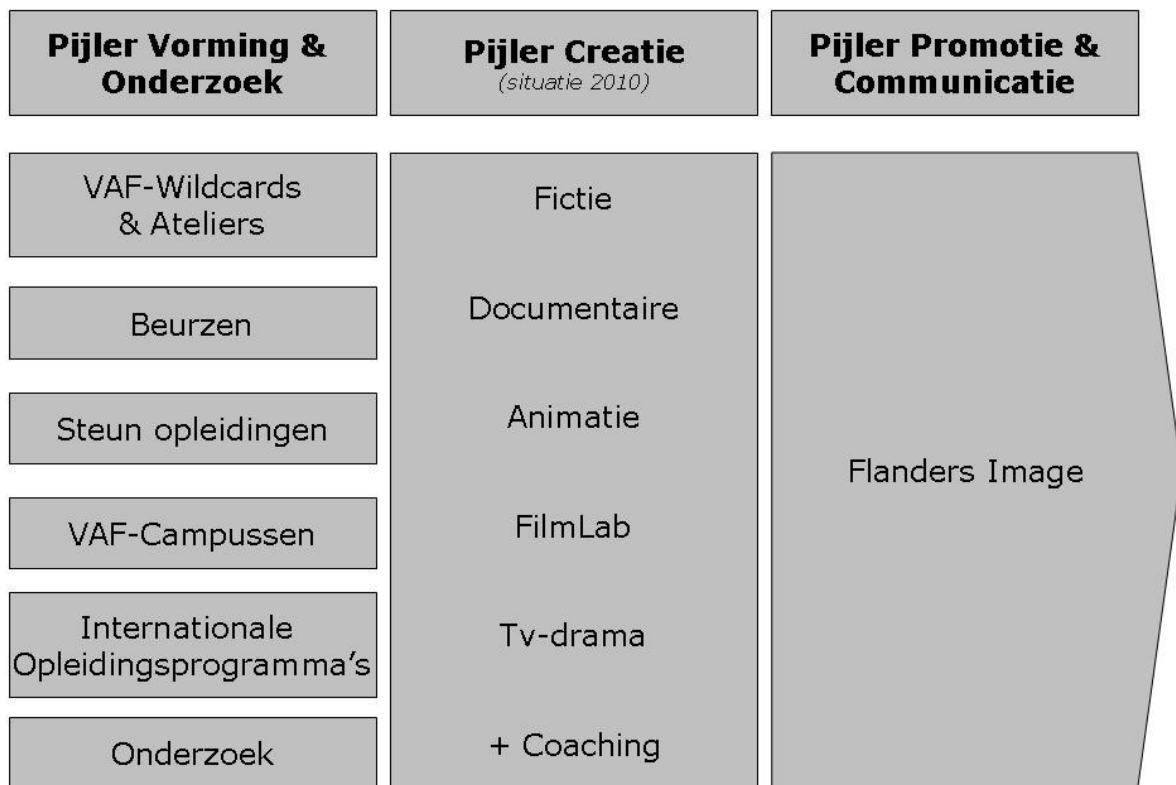 Pijler Vorming &
Onderzoek
VAF-Wildcards
& Ateliers
Beurzen
Steun opleidingen
VAF-Campussen
Internationale
Opleidingsprogramma's
Onderzoek
Pijler Creatie
(situatie 2010)
Fictie
Documentaire
Animatie
FilmLab
Tv-drama
+ Coaching
Pijler Promotie &
Communicatie
Flanders Image